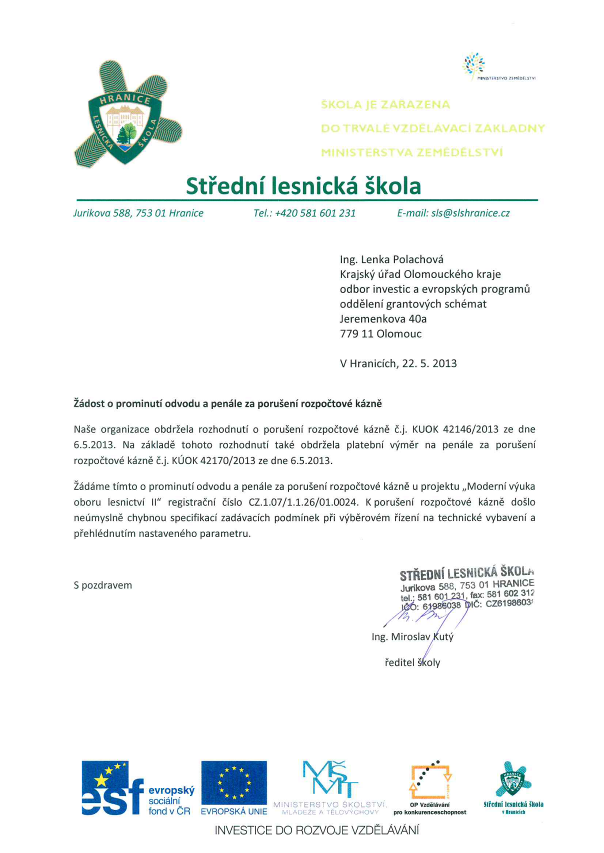 HRANICE
LESNICKÁ ŠKOLA
MINISTERSTVO ZEMĚDĚLSTVÍ
ŠKOLA JE ZAŘAZENA
DO TRVALÉ VZDĚLÁVACÍ ZÁKLADNY
MINISTERSTVA ZEMĚDĚLSTVÍ
Střední lesnická škola
Jurikova 588, 753 01 Hranice Tel.: +420 581 601 231 E-mail: sls@slshranice.cz
Ing. Lenka Polachová
Krajský úřad Olomouckého kraje
odbor investic a evropských programů
oddělení grantových schémat
Jeremenkova 40a
779 11 Olomouc
V Hranicích, 22. 5. 2013
Žádost o prominutí odvodu a penále za porušení rozpočtové kázně
Naše organizace obdržela rozhodnutí o porušení rozpočtové kázně č.j. KUOK 42146/2013 ze dne
6.5.2013. Na základě tohoto rozhodnutí také obdržela platební výměr na penále za porušení
rozpočtové kázně č.j. KÚOK 42170/2013 ze dne 6.5.2013.
Žádáme tímto o prominutí odvodu a penále za porušení rozpočtové kázně u projektu „Moderní výuka
oboru lesnictví II“ registrační číslo CZ.1.07/1.1.26/01.0024. K porušení rozpočtové kázně došlo
neúmyslně chybnou specifikací zadávacích podmínek při výběrovém řízení na technické vybavení a
přehlédnutím nastaveného parametru.
S pozdravem
STŘEDNÍ LESNICKÁ ŠKOLA
Jurikova 588, 753 01 HRANICE
tel.: 581 601 231, fax: 581 602 312
IČO: 61985038 DIČ: CZ6198603
Ing. Miroslav Kutý
ředitel školy
esf evropský
sociální
fond v ČR
EVROPSKÁ UNIE
MŠMT
MINISTERSTVO ŠKOLSTVÍ,
MLÁDEŽE A TĚLOVÝCHOVY
OP Vzdělávání
pro konkurenceschopnost
Střední lesnická škola
v Hranicích
INVESTICE DO ROZVOJE VZDĚLÁVÁNÍ